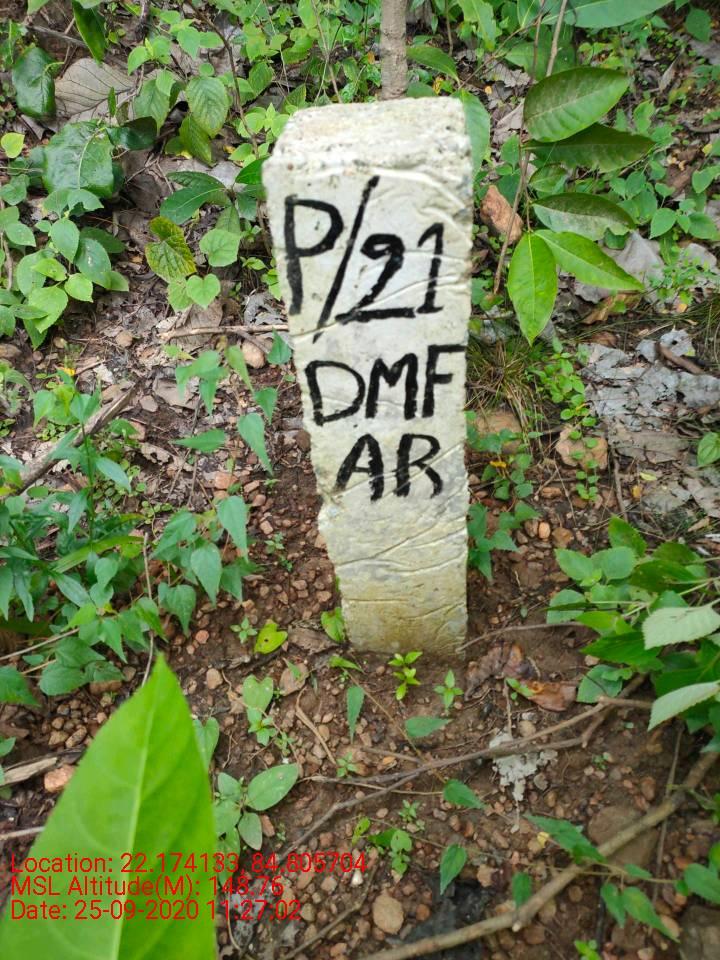 P/21
DMF
AR
Location: 22.174133, 84.805704
MSL Altitude(M): 148.75
Date: 25-09-2020 11:27:02